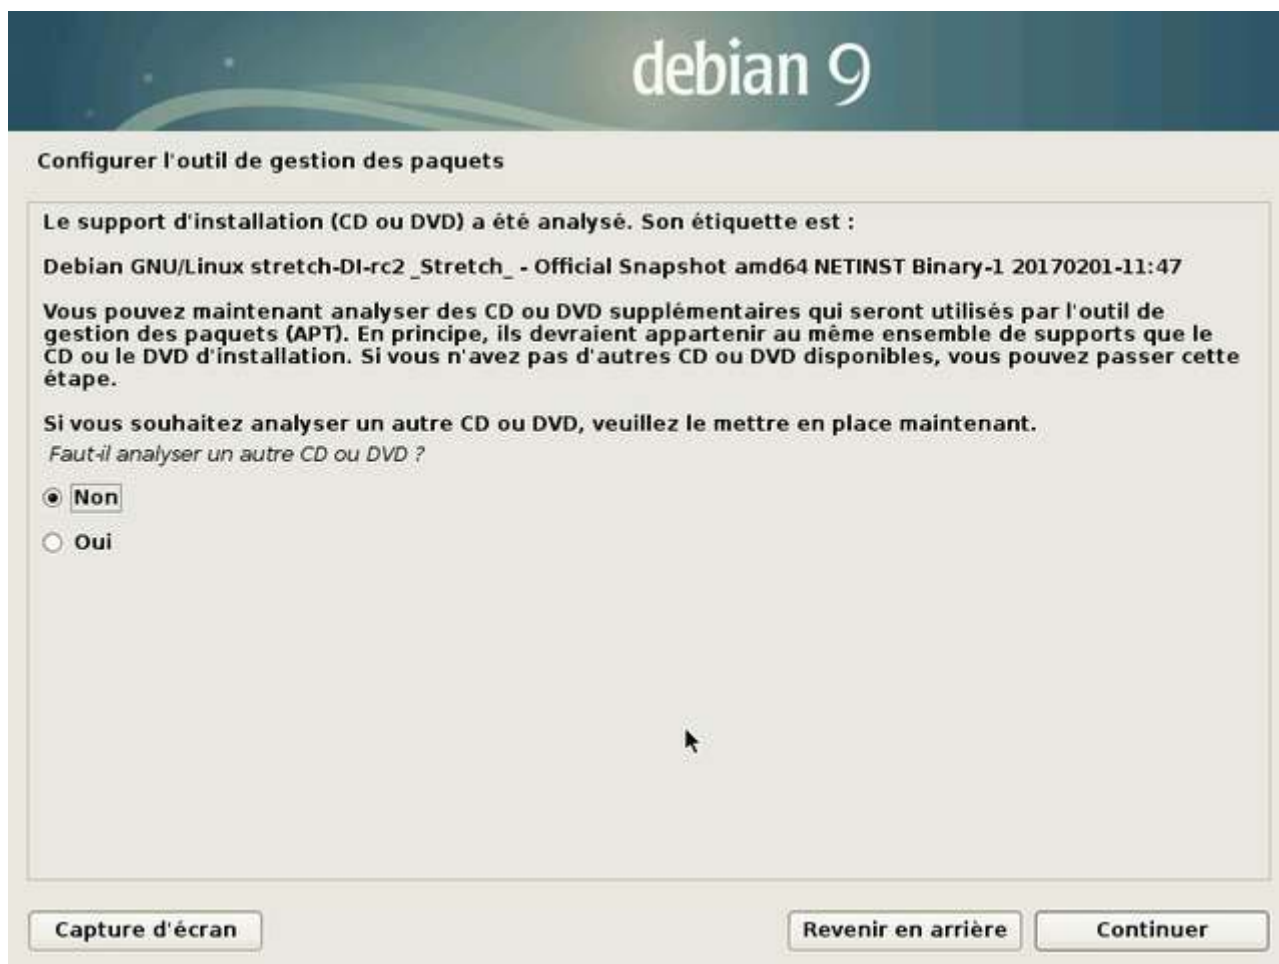 debian 9
Configurer l'outil de gestion des paquets
Le support d'installation (CD ou DVD) a été analysé. Son étiquette est :
Debian GNU/Linux stretch-DI-rc2 _Stretch_ - Official Snapshot amd64 NETINST Binary-1 20170201-11:47
Vous pouvez maintenant analyser des CD ou DVD supplémentaires qui seront utilisés par l'outil de
gestion des paquets (APT). En principe, ils devraient appartenir au même ensemble de supports que le
CD ou le DVD d'installation. Si vous n'avez pas d'autres CD ou DVD disponibles, vous pouvez passer cette
étape.
Si vous souhaitez analyser un autre CD ou DVD, veuillez le mettre en place maintenant.
Faut-il analyser un autre CD ou DVD ?
Non
Oui
Capture d'écran
Revenir en arrière
Continuer